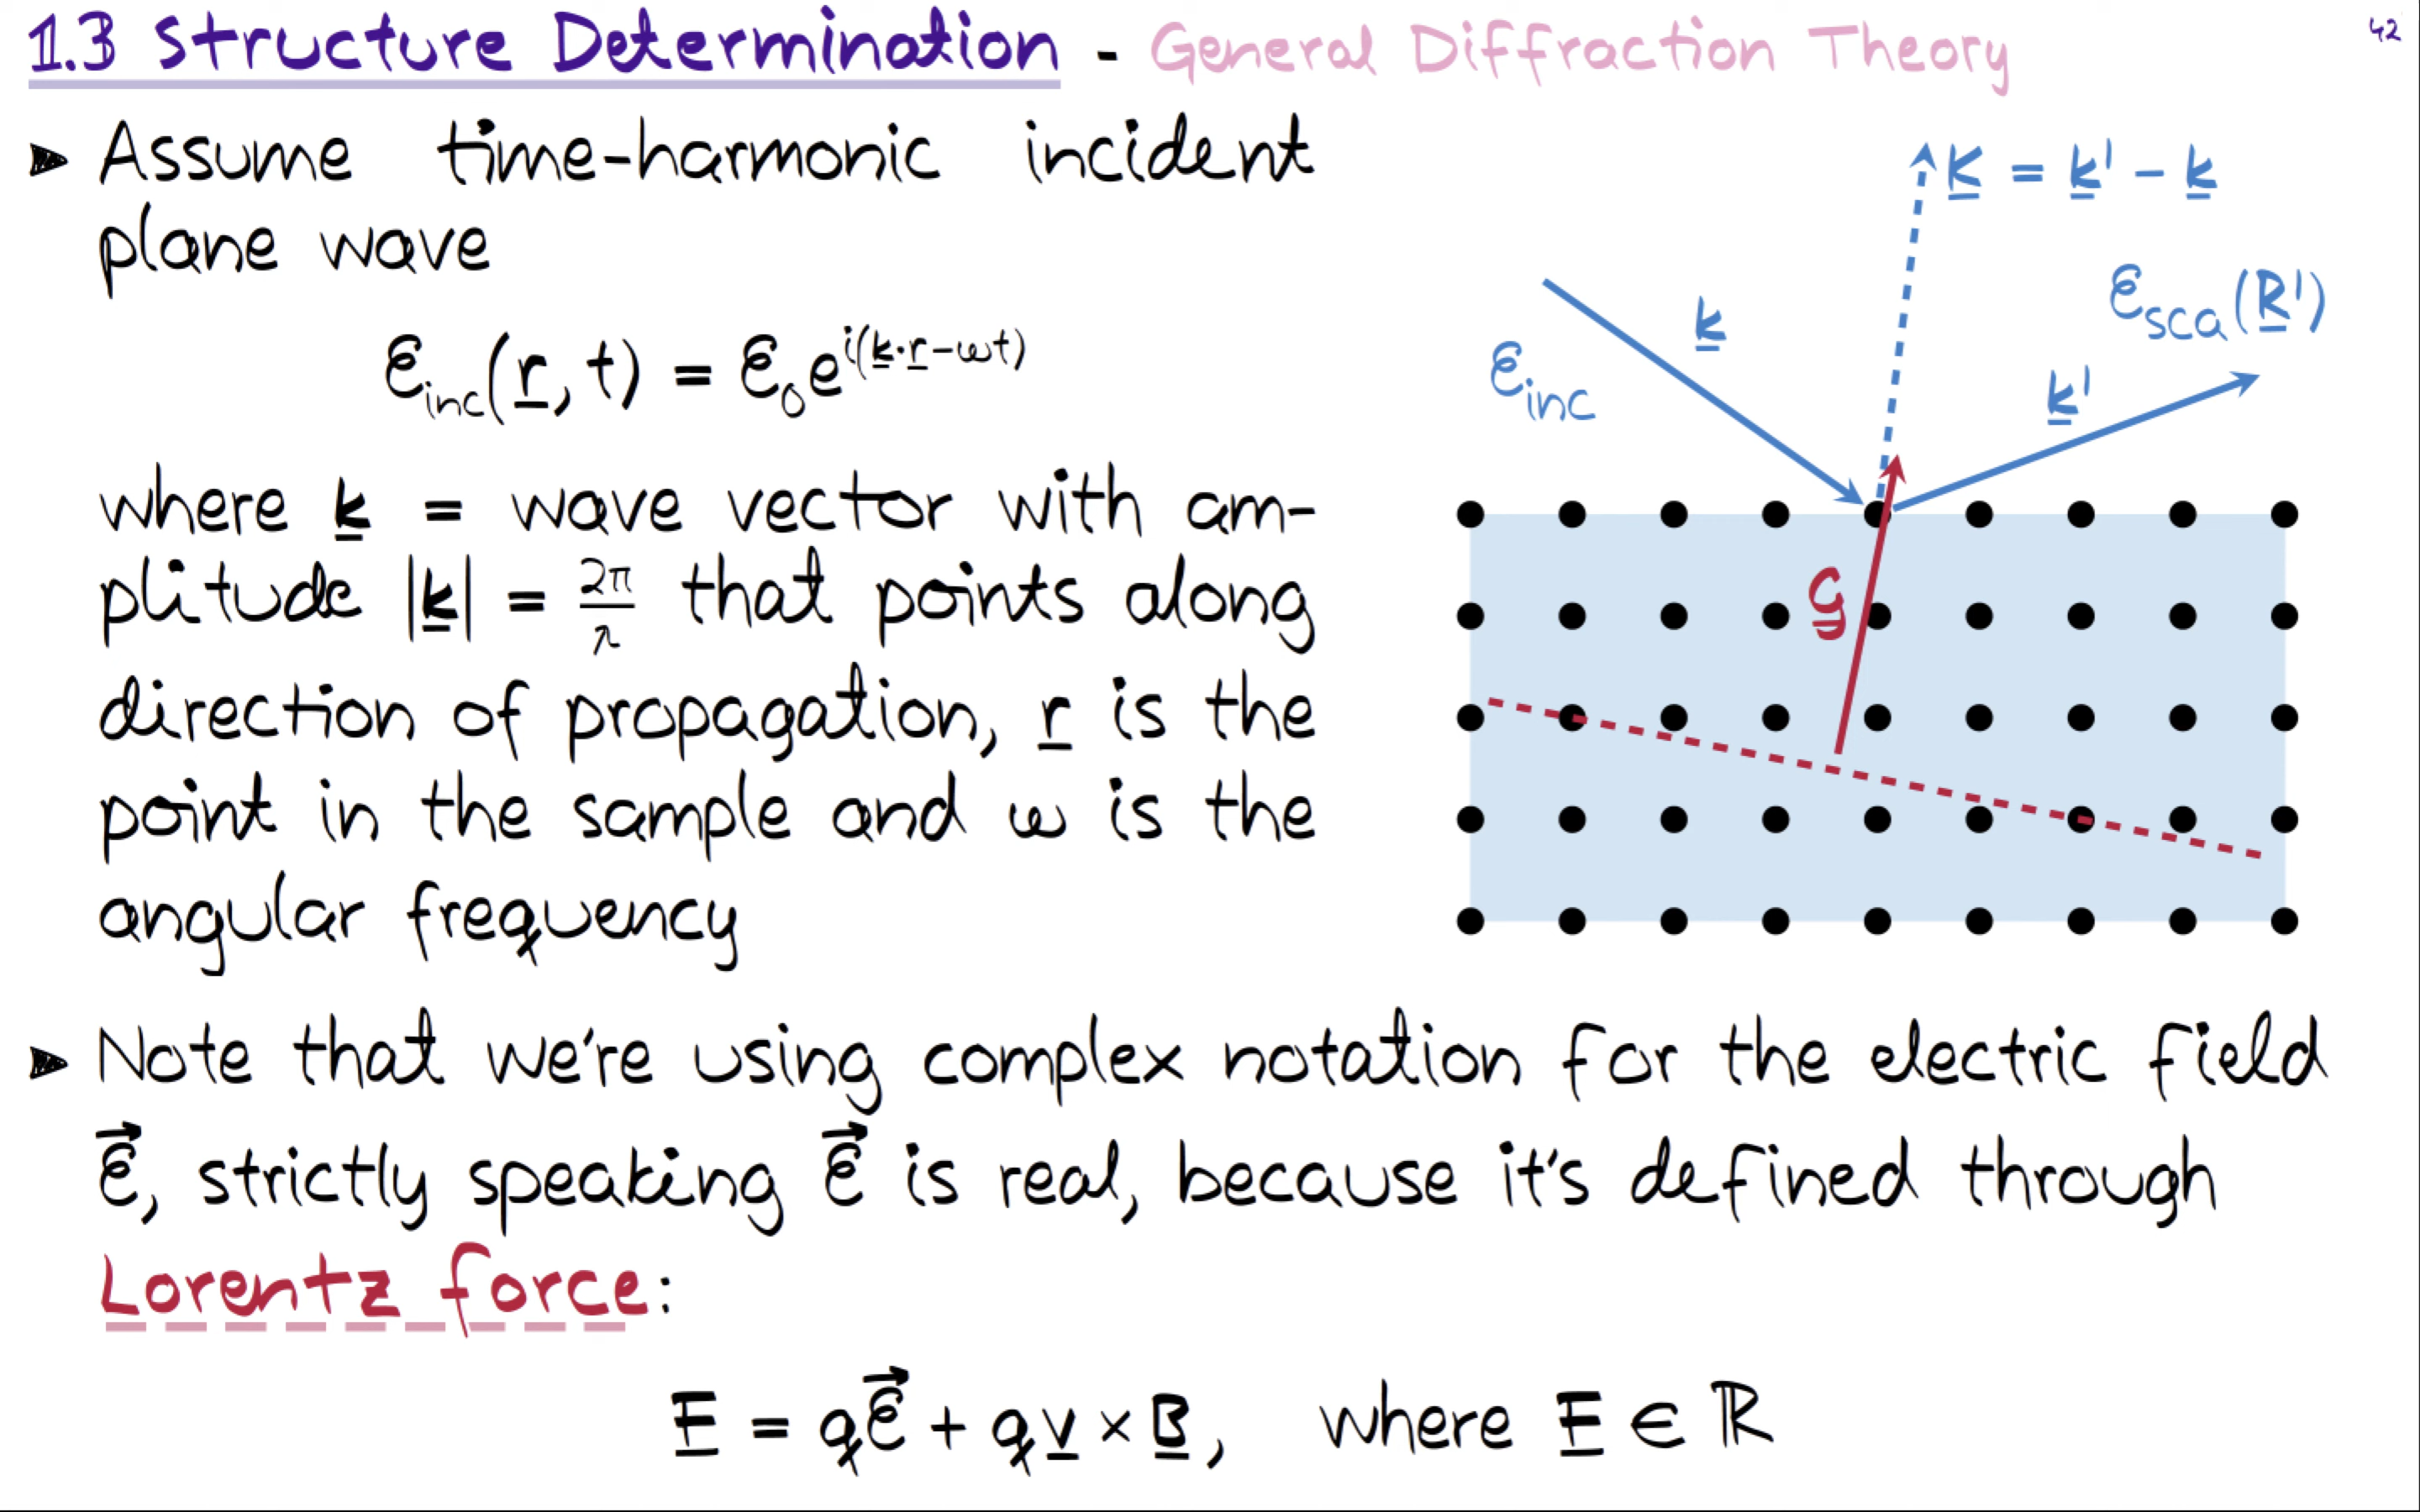 1.3 Structure Determination - General Diffraction Theory
42
▶ Assume time-harmonic incident
plane wave
ℰinc(r, t) = ℰ₀e^i(k·r-ωt)
where k = wave vector with am-
plitude |k| = 2π/λ that points along
direction of propagation, r is the
point in the sample and ω is the
angular frequency
K = k' - k
ℰsca(R')
k
ℰinc
k'
G
▶ Note that we're using complex notation for the electric field
ℰ⃗, strictly speaking ℰ⃗ is real, because it's defined through
Lorentz force:
F = qℰ⃗ + qv × B, where F ∈ ℝ